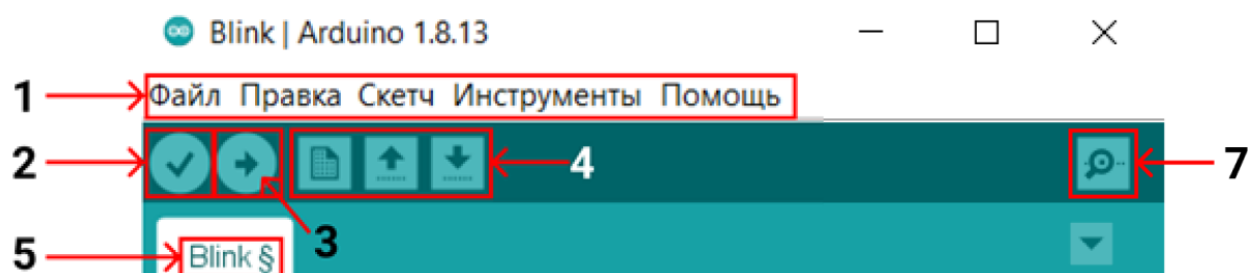 Blink | Arduino 1.8.13
1 Файл Правка Скетч Инструменты Помощь
2 4 7
3
5 Blink §